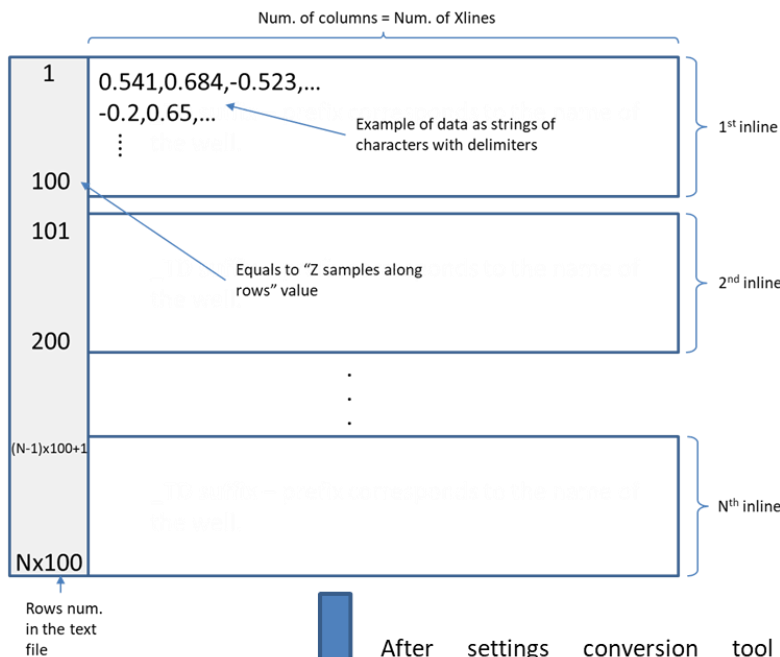 Num. of columns = Num. of Xlines
1
0.541,0.684,-0.523,...
-0.2,0.65,...
Example of data as strings of
characters with delimiters
1st inline
100
101
Equals to “Z samples along
rows” value
2nd inline
200
(N-1)x100+1
Nth inline
Nx100
Rows num.
in the text
file
After settings conversion tool